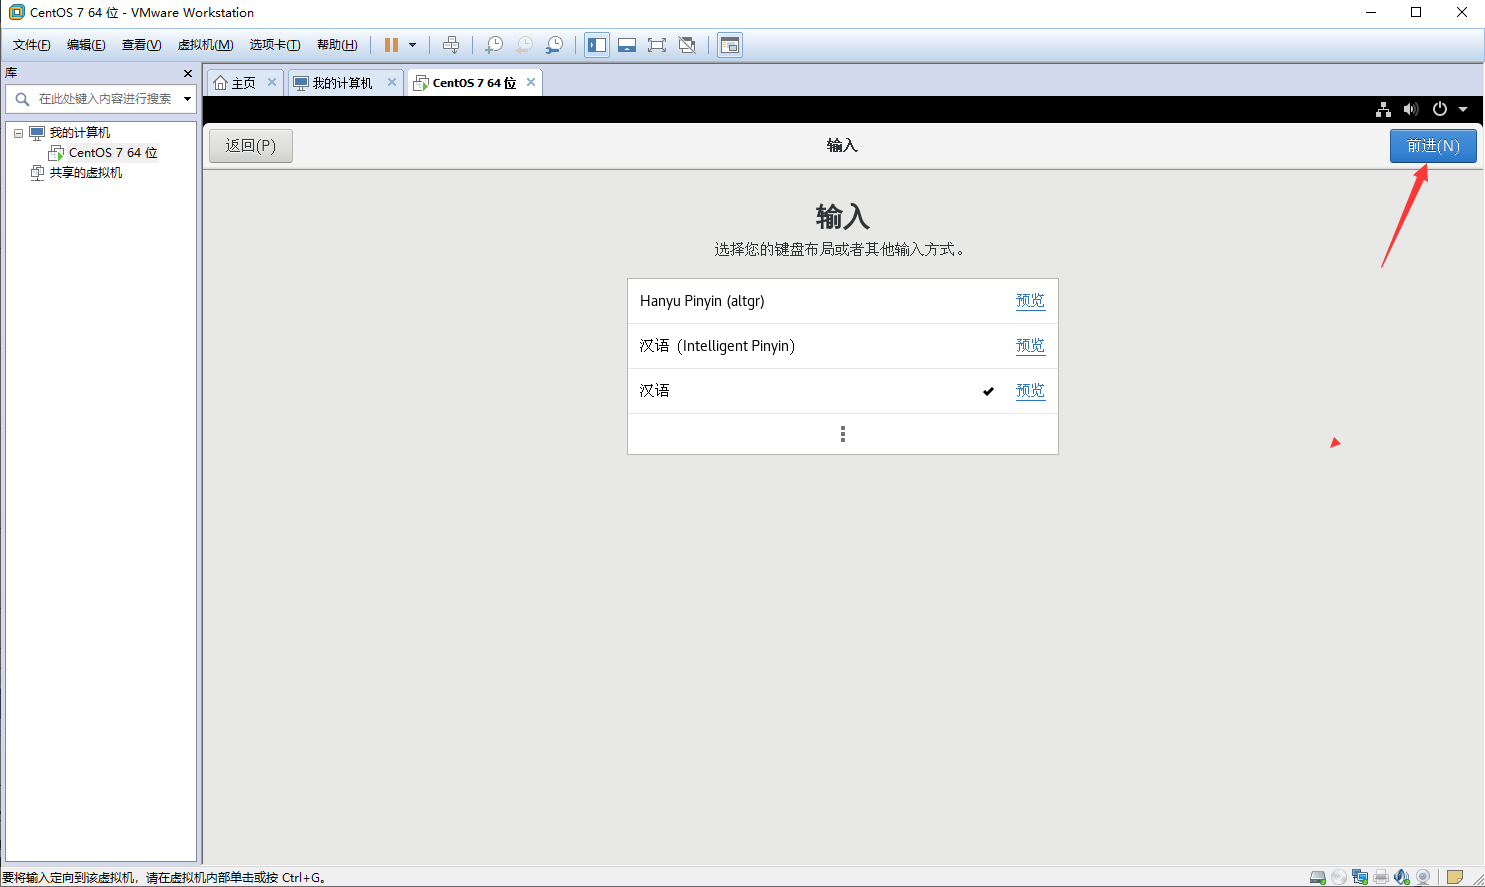 CentOS 7 64 位 - VMware Workstation
文件(F) 编辑(E) 查看(V) 虚拟机(M) 选项卡(T) 帮助(H)
库
在此处键入内容进行搜索
我的计算机
CentOS 7 64 位
共享的虚拟机
主页 我的计算机 CentOS 7 64 位
返回(P) 输入 前进(N)
输入
选择您的键盘布局或者其他输入方式。
Hanyu Pinyin (altgr) 预览
汉语 (Intelligent Pinyin) 预览
汉语 预览
要将输入定向到该虚拟机，请在虚拟机内部单击或按 Ctrl+G。